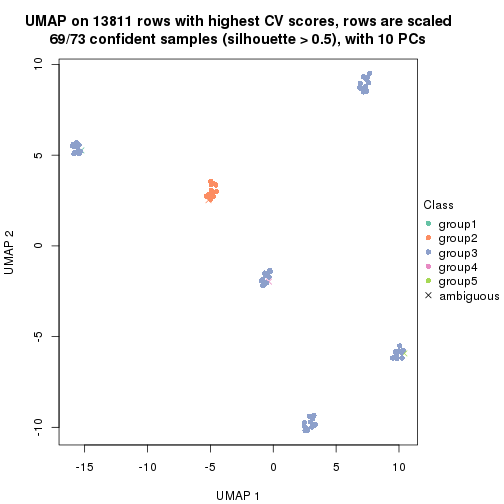 UMAP on 13811 rows with highest CV scores, rows are scaled
69/73 confident samples (silhouette > 0.5), with 10 PCs
10
5
0
-5
-10
UMAP 2
-15
-10
-5
0
5
10
UMAP 1
Class
group1
group2
group3
group4
group5
ambiguous